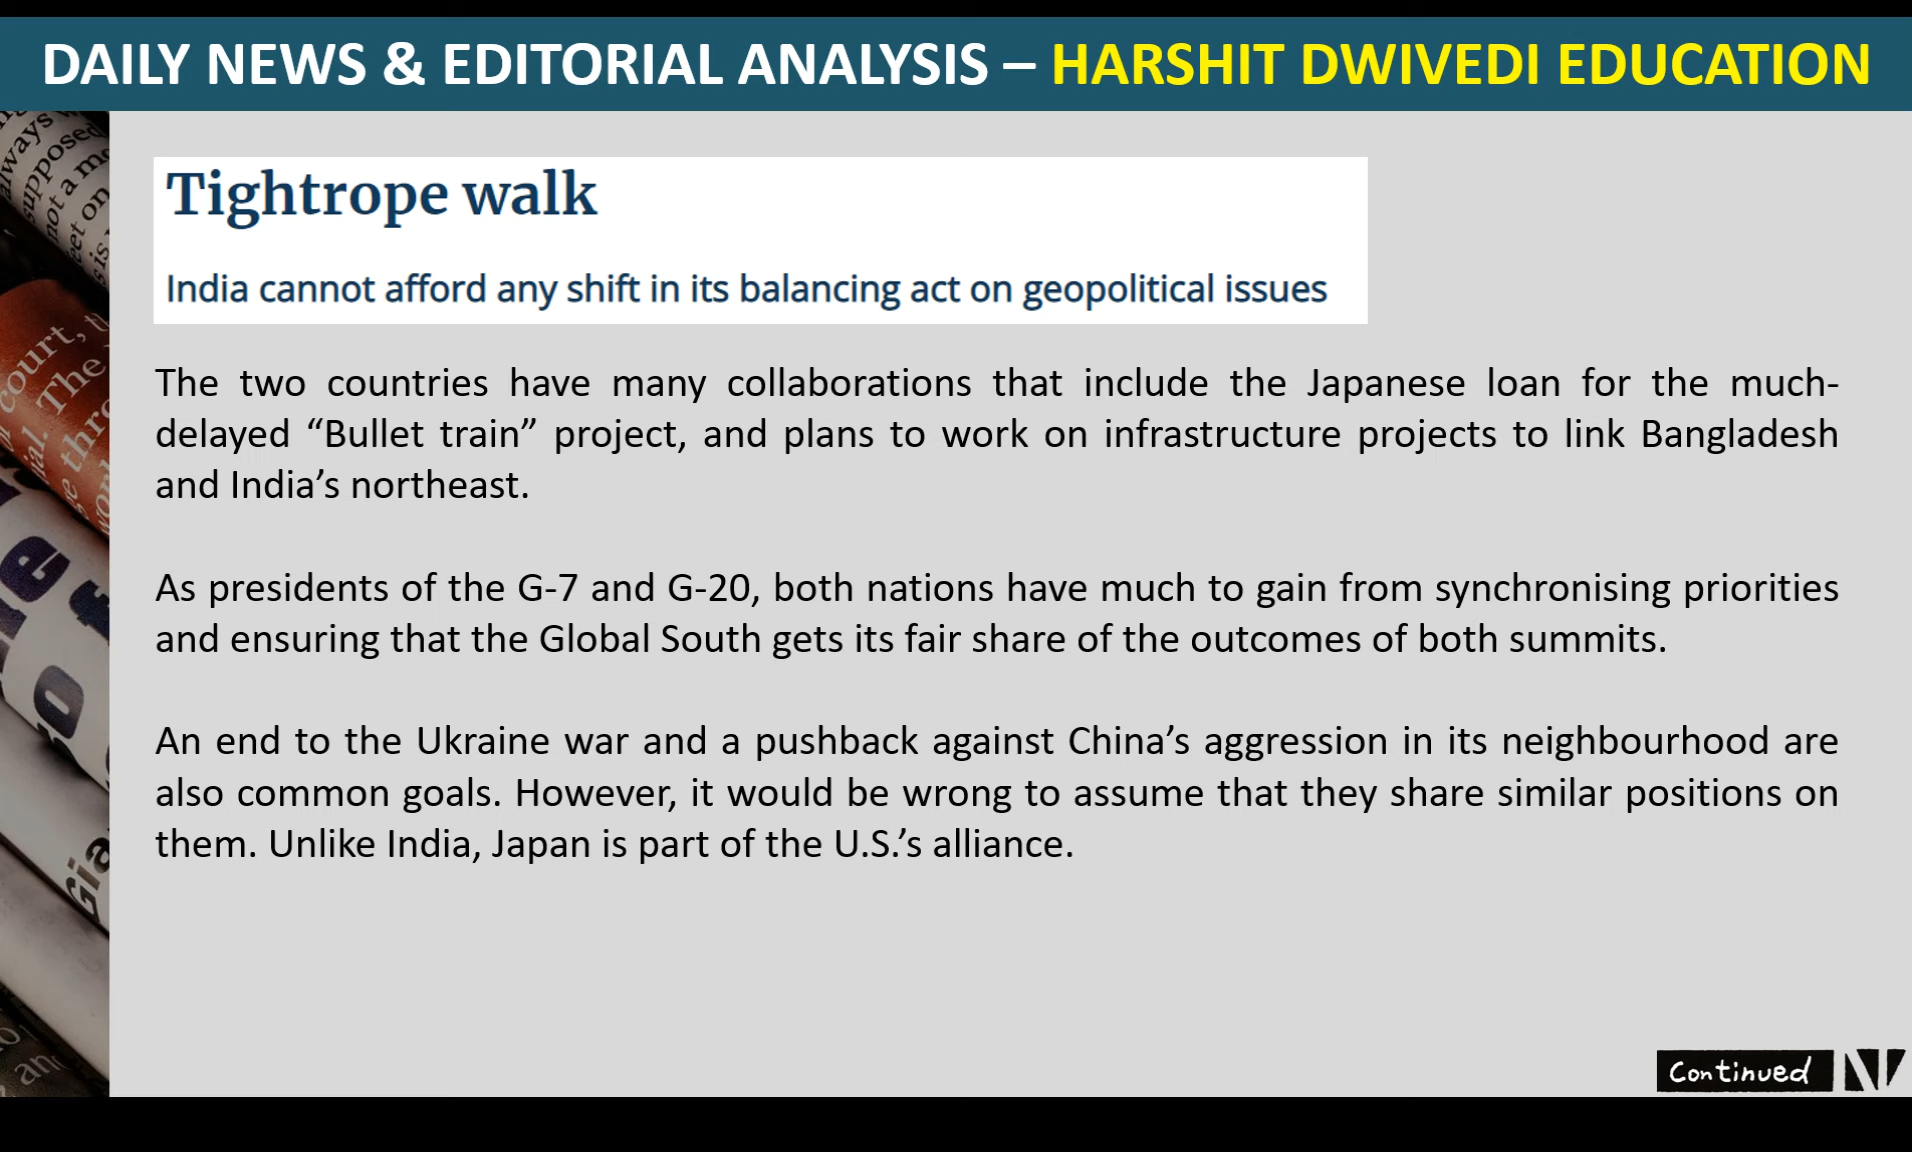 DAILY NEWS & EDITORIAL ANALYSIS – HARSHIT DWIVEDI EDUCATION
Tightrope walk
India cannot afford any shift in its balancing act on geopolitical issues
The two countries have many collaborations that include the Japanese loan for the much-
delayed “Bullet train” project, and plans to work on infrastructure projects to link Bangladesh
and India’s northeast.
As presidents of the G-7 and G-20, both nations have much to gain from synchronising priorities
and ensuring that the Global South gets its fair share of the outcomes of both summits.
An end to the Ukraine war and a pushback against China’s aggression in its neighbourhood are
also common goals. However, it would be wrong to assume that they share similar positions on
them. Unlike India, Japan is part of the U.S.’s alliance.
Continued
always
supposed
not a
court,
The